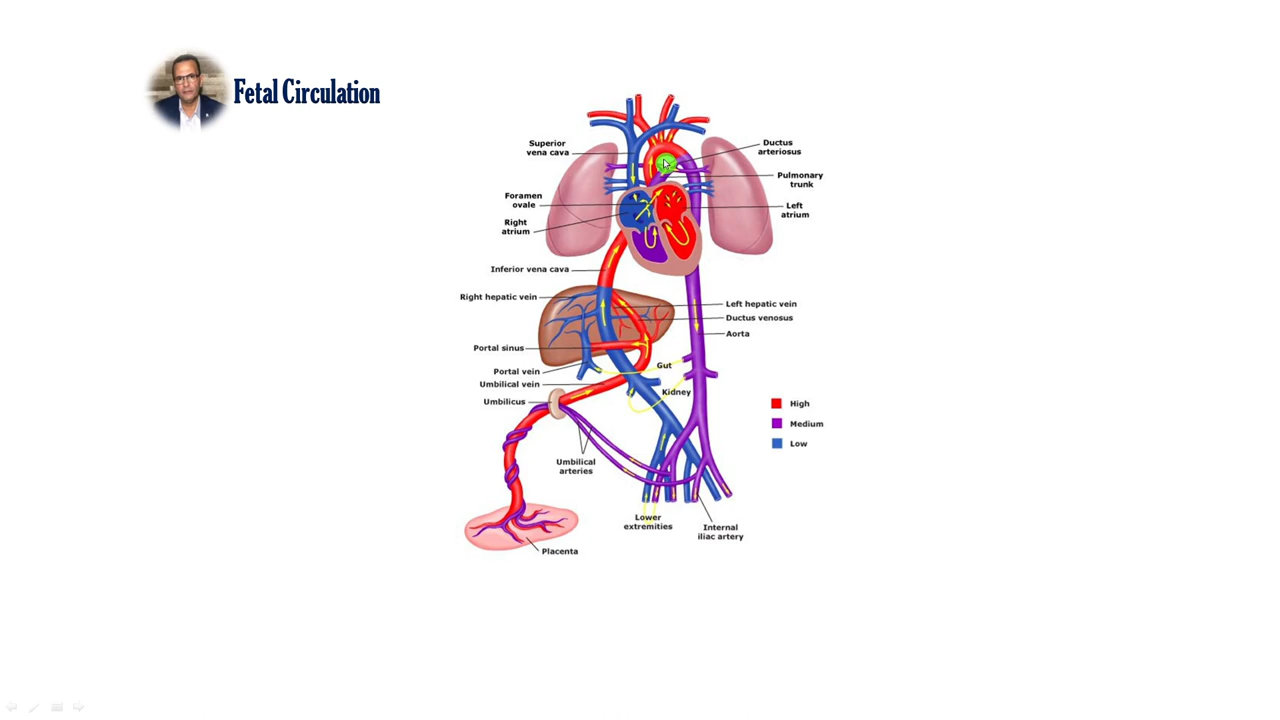 Fetal Circulation
Superior
vena cava
Ductus
arteriosus
Pulmonary
trunk
Foramen
ovale
Left
atrium
Right
atrium
Inferior vena cava
Right hepatic vein
Left hepatic vein
Ductus venosus
Aorta
Portal sinus
Gut
Portal vein
Umbilical vein
Kidney
Umbilicus
High
Medium
Low
Umbilical
arteries
Lower
extremities
Internal
iliac artery
Placenta